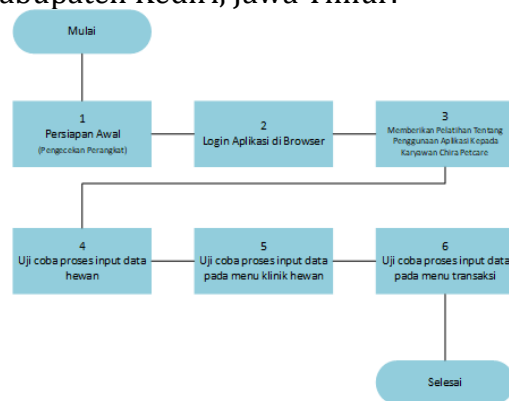 Kabupaten Kediri, Jawa Timur.
Mulai
1
Persiapan Awal
(Pengecekan Perangkat)
2
Login Aplikasi di Browser
3
Memberikan Pelatihan Tentang
Penggunaan Aplikasi Kepada
Karyawan Chira Petcare
4
Uji coba proses input data
hewan
5
Uji coba proses input data
pada menu klinik hewan
6
Uji coba proses input data
pada menu transaksi
Selesai